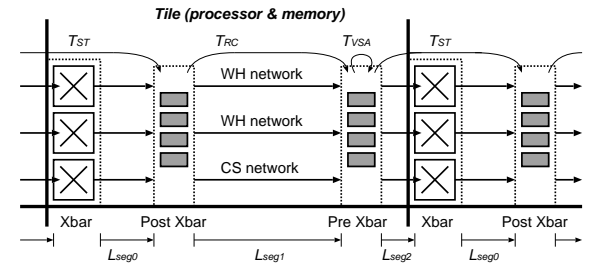 Tile (processor & memory)
TST TRC TVSA TST
WH network
WH network
CS network
Xbar Post Xbar Pre Xbar Xbar Post Xbar
Lseg0 Lseg1 Lseg2 Lseg0